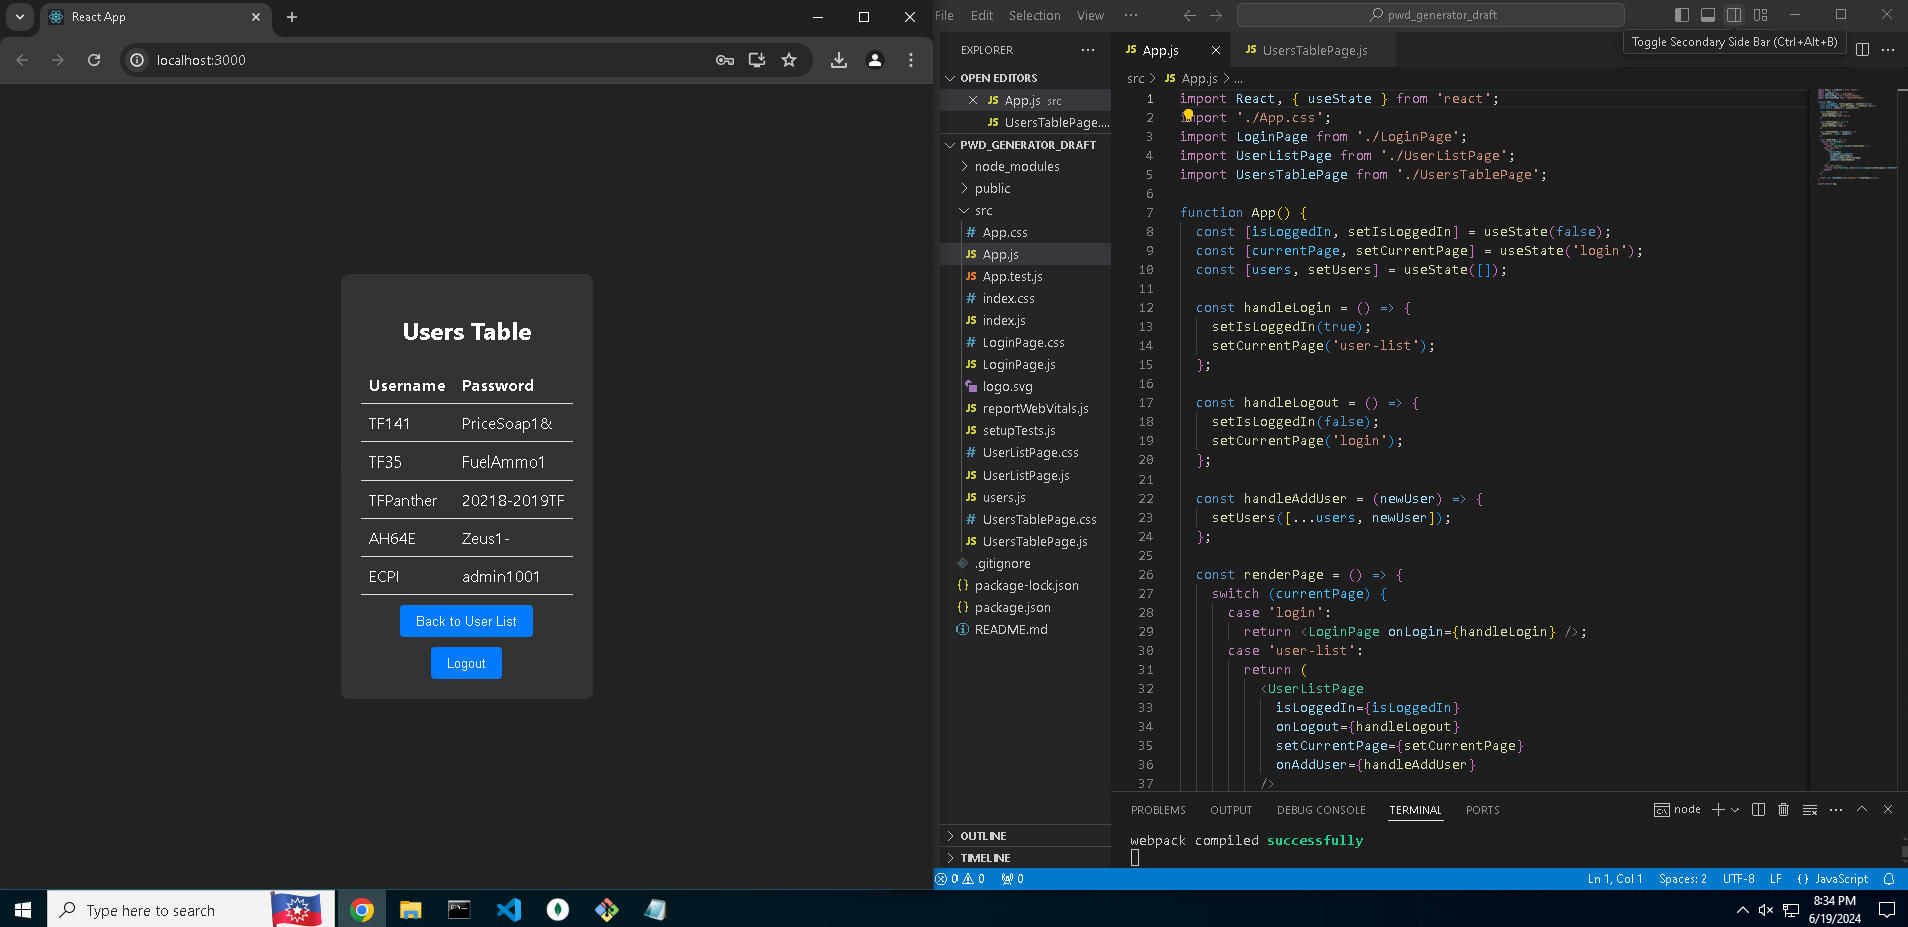 React App
localhost:3000
Users Table
Username Password
TF141 PriceSoap1&
TF35 FuelAmmo1
TFPanther 20218-2019TF
AH64E Zeus1-
ECPI admin1001
Back to User List
Logout
File Edit Selection View ···
pwd_generator_draft
Toggle Secondary Side Bar (Ctrl+Alt+B)
EXPLORER ···
OPEN EDITORS
JS App.js src
JS UsersTablePage....
PWD_GENERATOR_DRAFT
node_modules
public
src
# App.css
JS App.js
JS App.test.js
# index.css
JS index.js
# LoginPage.css
JS LoginPage.js
logo.svg
JS reportWebVitals.js
JS setupTests.js
# UserListPage.css
JS UserListPage.js
JS users.js
# UsersTablePage.css
JS UsersTablePage.js
.gitignore
{} package-lock.json
{} package.json
README.md
OUTLINE
TIMELINE
JS App.js JS UsersTablePage.js
src > JS App.js > ...
1 import React, { useState } from 'react';
2 import './App.css';
3 import LoginPage from './LoginPage';
4 import UserListPage from './UserListPage';
5 import UsersTablePage from './UsersTablePage';
6
7 function App() {
8 const [isLoggedIn, setIsLoggedIn] = useState(false);
9 const [currentPage, setCurrentPage] = useState('login');
10 const [users, setUsers] = useState([]);
11
12 const handleLogin = () => {
13 setIsLoggedIn(true);
14 setCurrentPage('user-list');
15 };
16
17 const handleLogout = () => {
18 setIsLoggedIn(false);
19 setCurrentPage('login');
20 };
21
22 const handleAddUser = (newUser) => {
23 setUsers([...users, newUser]);
24 };
25
26 const renderPage = () => {
27 switch (currentPage) {
28 case 'login':
29 return <LoginPage onLogin={handleLogin} />;
30 case 'user-list':
31 return (
32 <UserListPage
33 isLoggedIn={isLoggedIn}
34 onLogout={handleLogout}
35 setCurrentPage={setCurrentPage}
36 onAddUser={handleAddUser}
37 />
PROBLEMS OUTPUT DEBUG CONSOLE TERMINAL PORTS
node
webpack compiled successfully
0 0 0
Ln 1, Col 1 Spaces: 2 UTF-8 LF {} JavaScript
Type here to search
8:34 PM
6/19/2024